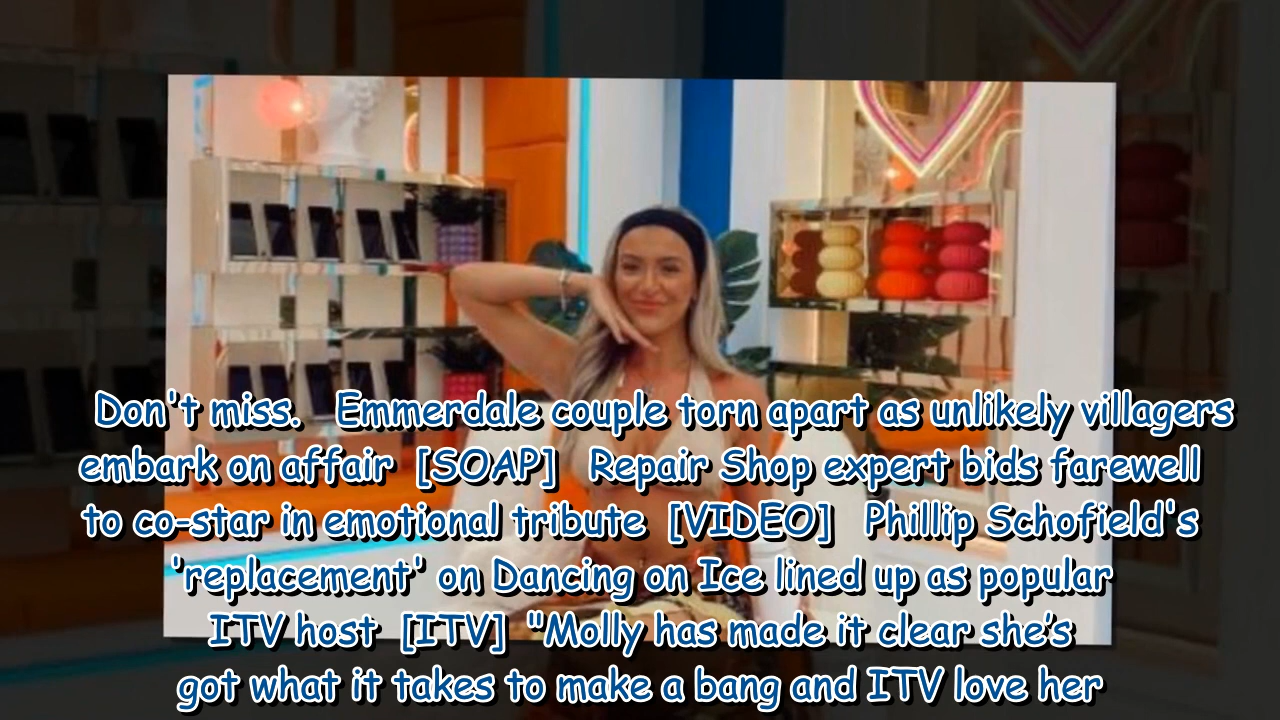 Don't miss.   Emmerdale couple torn apart as unlikely villagers
embark on affair  [SOAP]   Repair Shop expert bids farewell
to co-star in emotional tribute  [VIDEO]   Phillip Schofield's
'replacement' on Dancing on Ice lined up as popular
ITV host  [ITV]  "Molly has made it clear she’s
got what it takes to make a bang and ITV love her